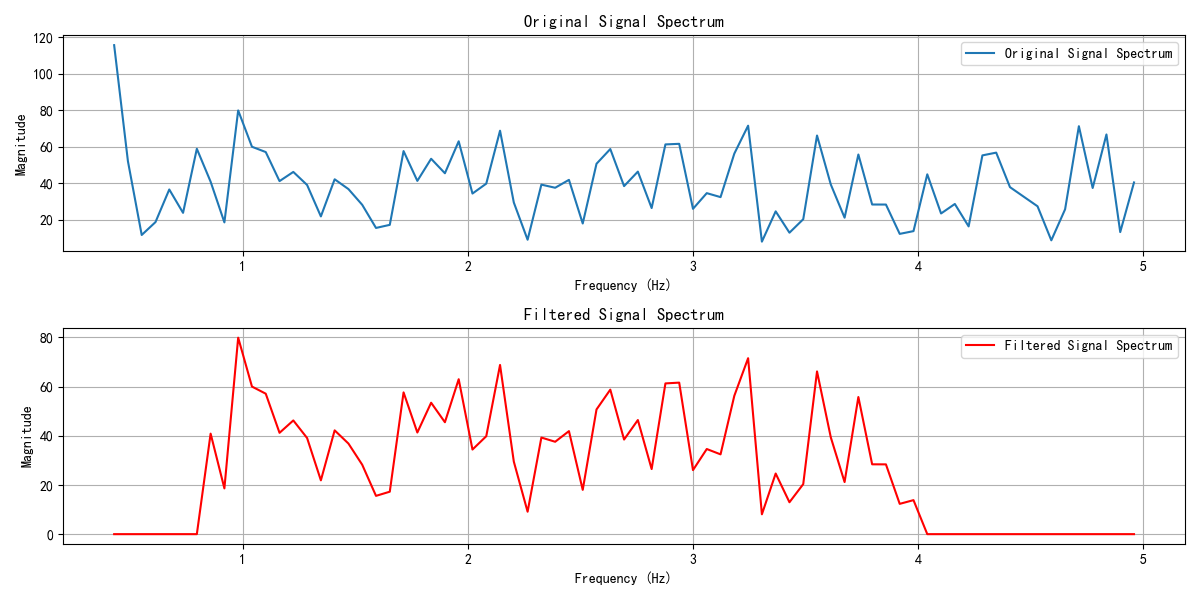 Original Signal Spectrum
120
100
80
60
40
20
Magnitude
Original Signal Spectrum
1 2 3 4 5
Frequency (Hz)
Filtered Signal Spectrum
80
60
40
20
0
Magnitude
Filtered Signal Spectrum
1 2 3 4 5
Frequency (Hz)